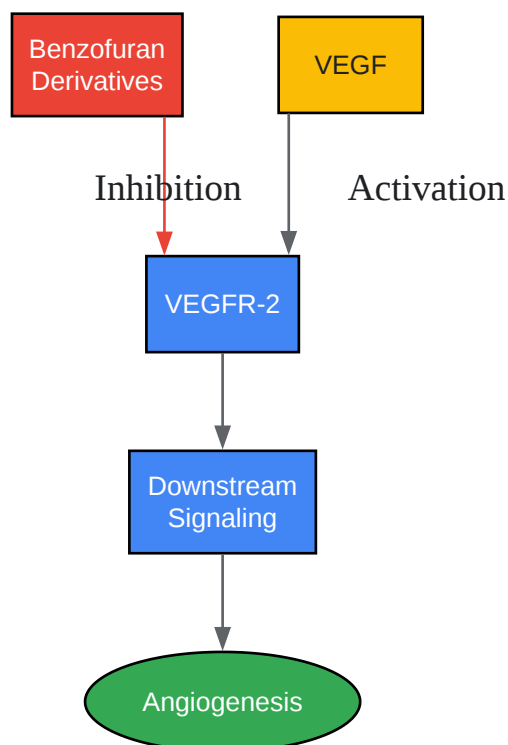 Benzofuran
Derivatives
VEGF
Inhibition
Activation
VEGFR-2
Downstream
Signaling
Angiogenesis